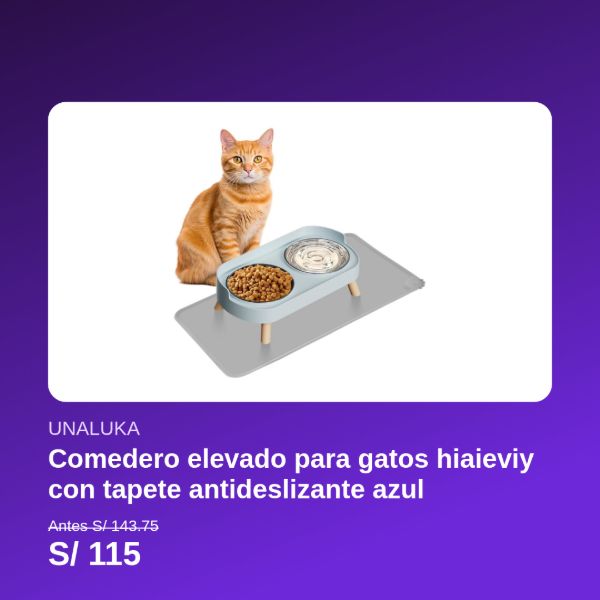 UNALUKA
Comedero elevado para gatos hiaieviy
con tapete antideslizante azul
Antes S/ 143.75
S/ 115